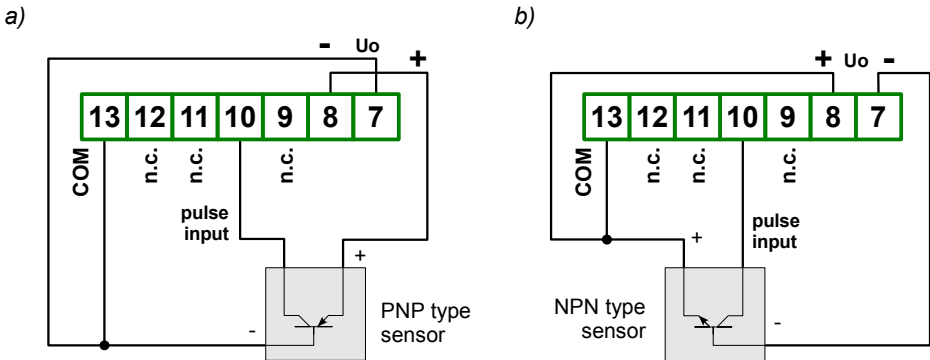 a)
- Uo +
13 12 11 10 9 8 7
COM
n.c.
n.c.
n.c.
pulse
input
+
-
PNP type
sensor
b)
+ Uo -
13 12 11 10 9 8 7
COM
n.c.
n.c.
n.c.
pulse
input
+
-
NPN type
sensor